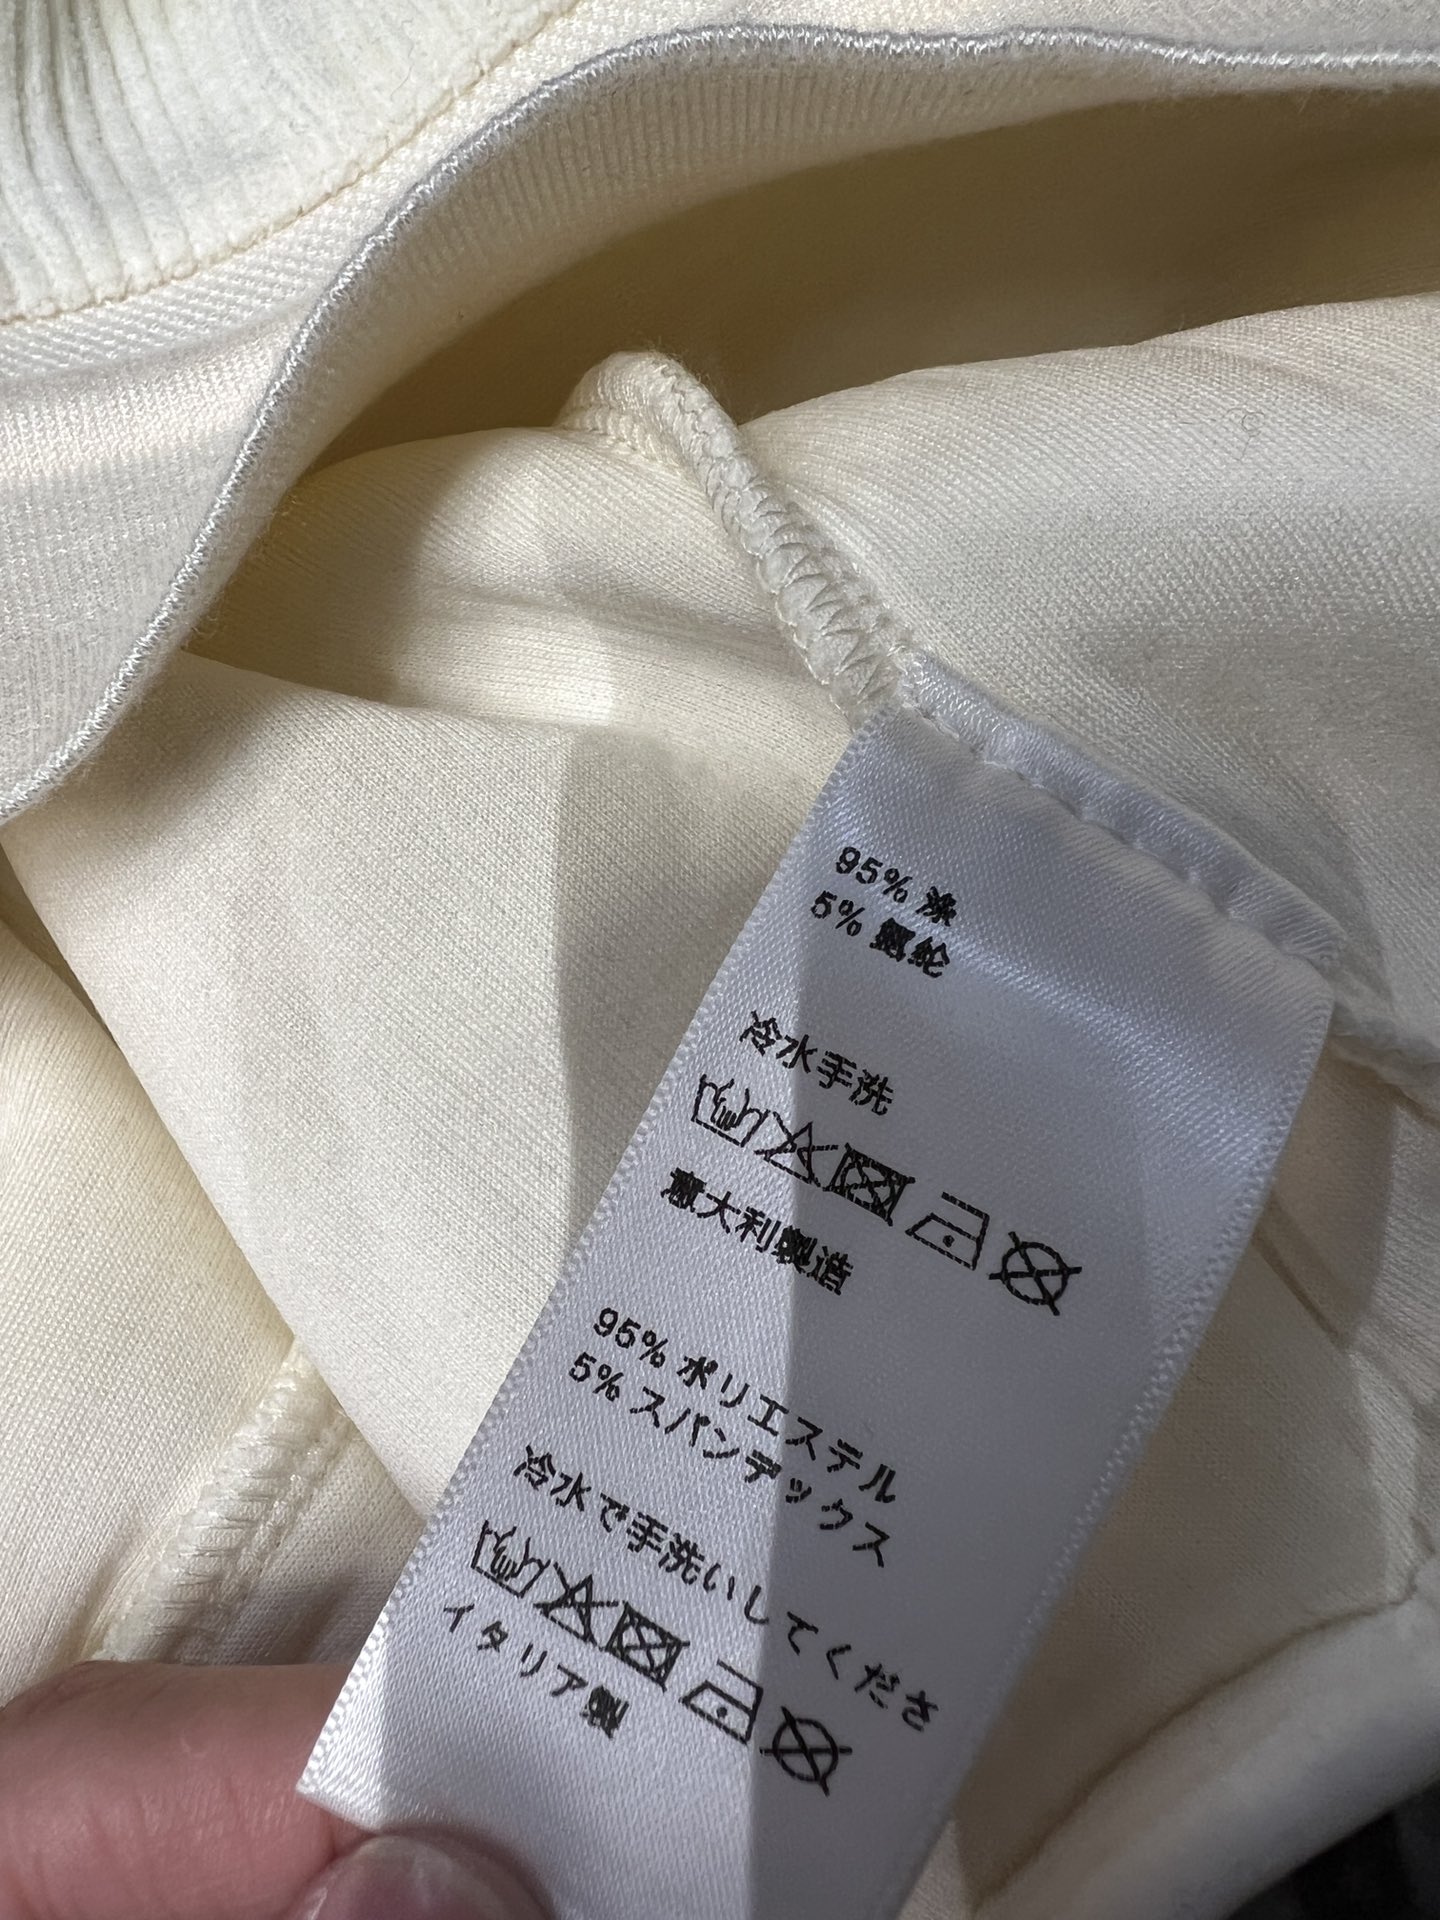 95% 涤
5% 氨纶
冷水手洗
意大利製造
95% ポリエステル
5% スパンデックス
冷水で手洗いしてくださ
イタリア製